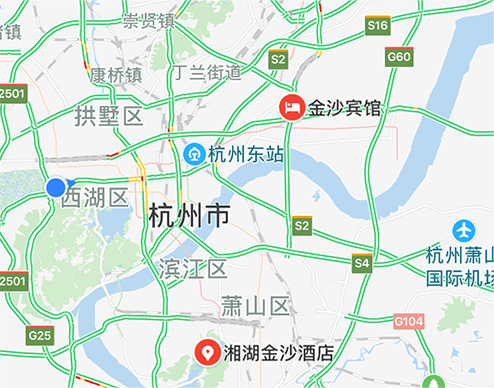 崇贤镇
S16
诸镇
S2
G60
康桥镇
丁兰街道
2501
拱墅区
金沙宾馆
杭州东站
西湖区
杭州市
S2
杭州萧山
国际机场
滨江区
S4
2501
萧山区
G104
G25
湘湖金沙酒店